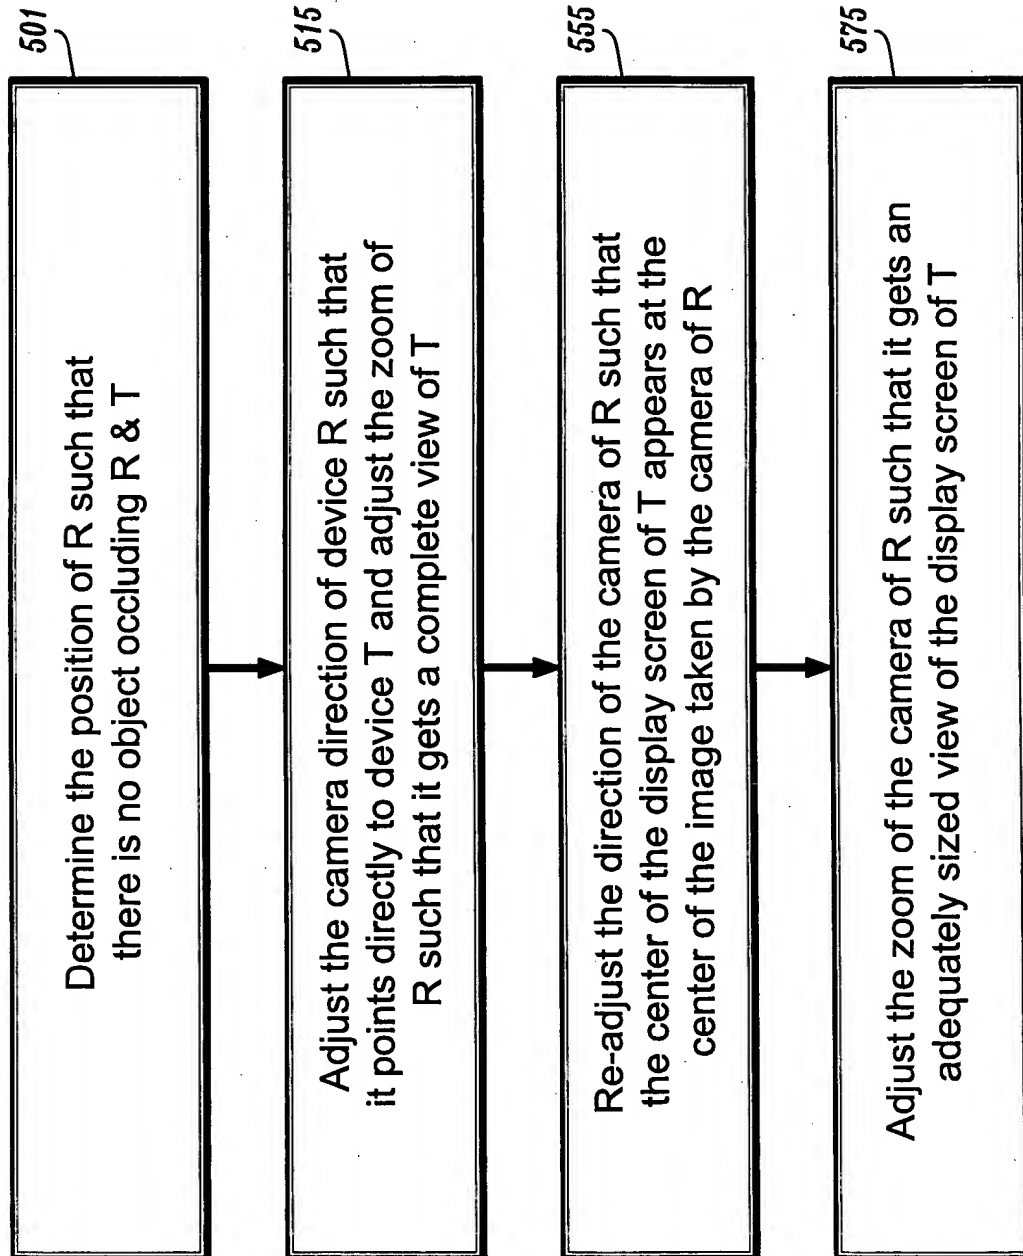 501
Determine the position of R such that
there is no object occluding R & T
515
Adjust the camera direction of device R such that
it points directly to device T and adjust the zoom of
R such that it gets a complete view of T
555
Re-adjust the direction of the camera of R such that
the center of the display screen of T appears at the
center of the image taken by the camera of R
575
Adjust the zoom of the camera of R such that it gets an
adequately sized view of the display screen of T